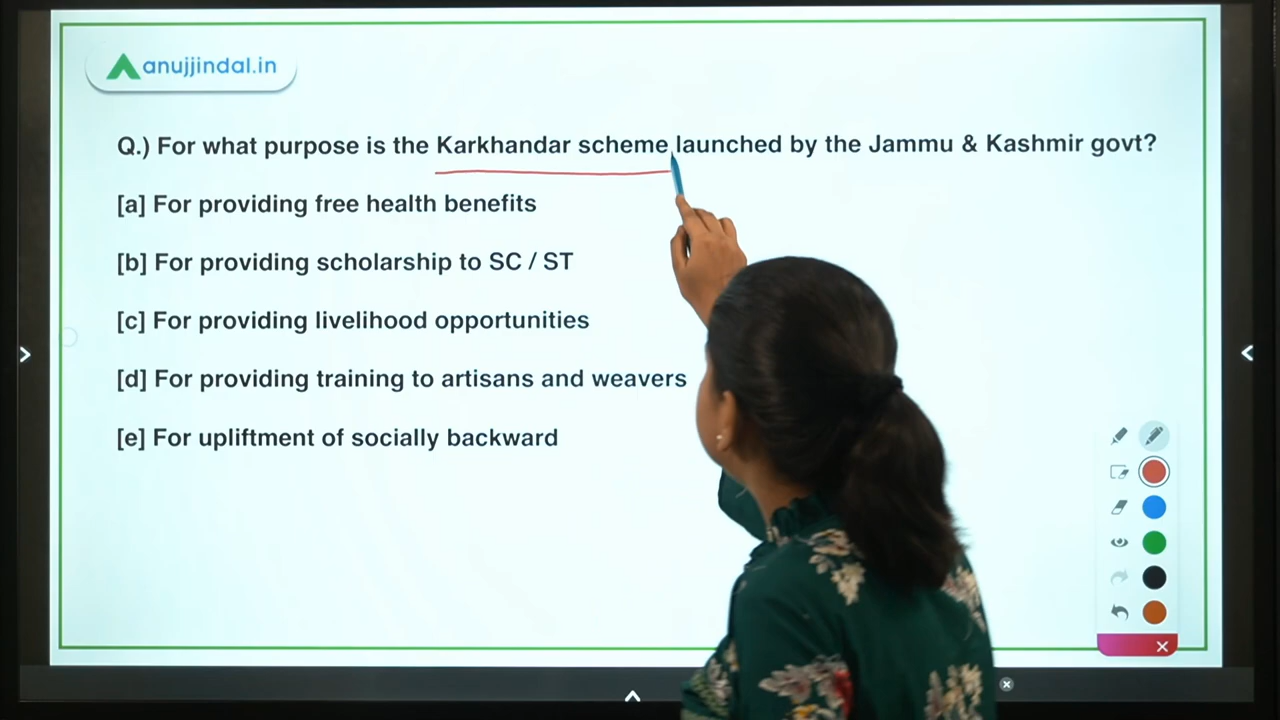 anujjindal.in
Q.) For what purpose is the Karkhandar scheme launched by the Jammu & Kashmir govt?
[a] For providing free health benefits
[b] For providing scholarship to SC / ST
[c] For providing livelihood opportunities
[d] For providing training to artisans and weavers
[e] For upliftment of socially backward